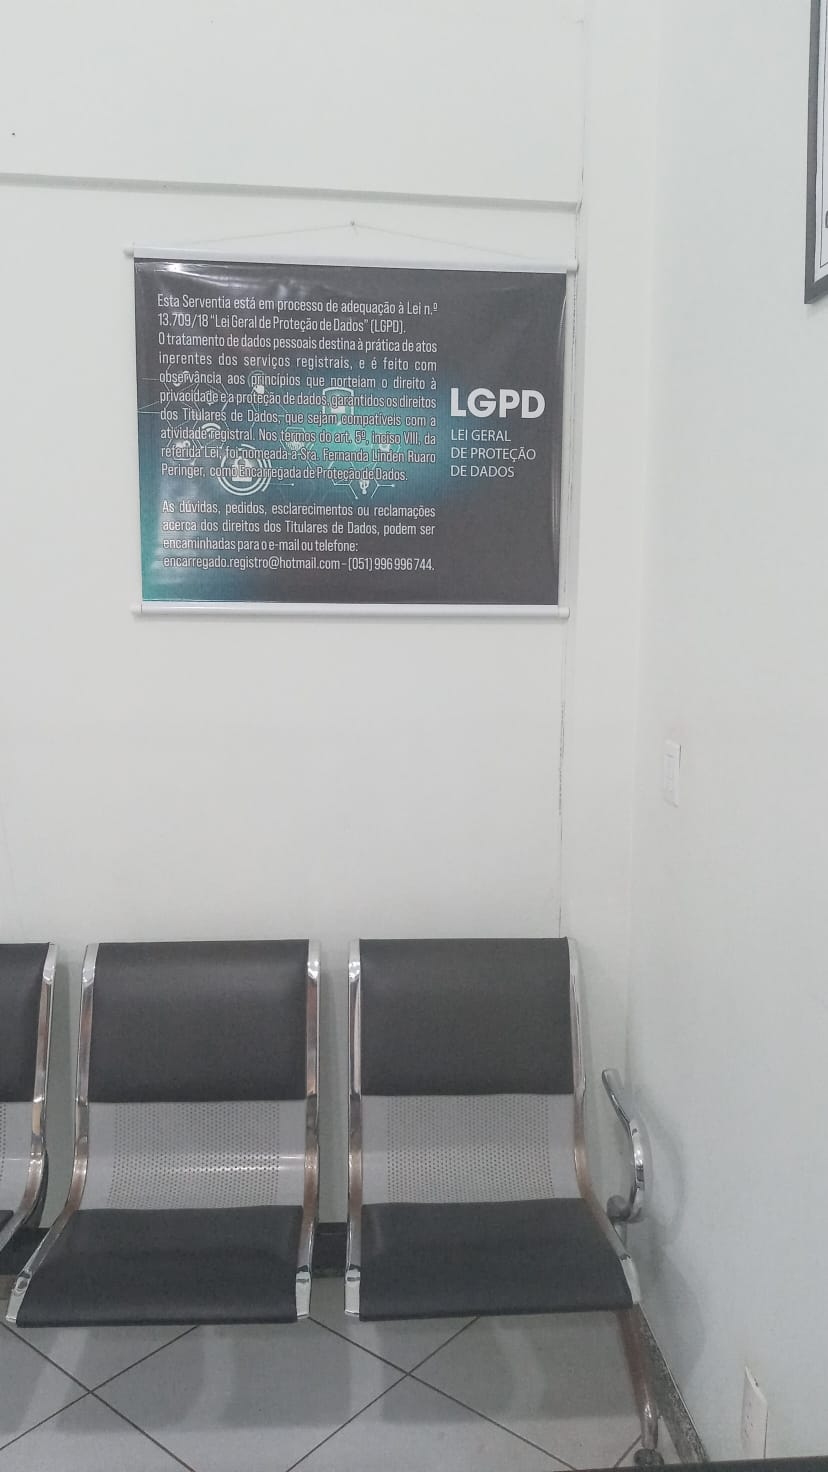 Esta Serventia está em processo de adequação à Lei n.º
13.709/18 "Lei Geral de Proteção de Dados" (LGPD).
O tratamento de dados pessoais destina à prática de atos
inerentes dos serviços registrais, e é feito com
observância aos princípios que norteiam o direito à
privacidade e a proteção de dados, garantidos os direitos
dos Titulares de Dados, que sejam compatíveis com a
atividade registral. Nos termos do art. 5º, inciso VIII, da
referida Lei, foi nomeada a Sra. Fernanda Linden Ruaro
Peringer, como Encarregada de Proteção de Dados.
As dúvidas, pedidos, esclarecimentos ou reclamações
acerca dos direitos dos Titulares de Dados, podem ser
encaminhadas para o e-mail ou telefone:
encarregado.registro@hotmail.com - (051) 996 996 744.
LGPD
LEI GERAL
DE PROTEÇÃO
DE DADOS